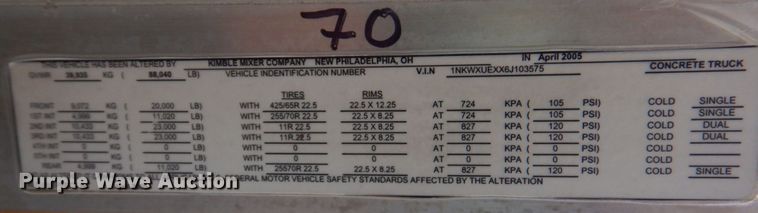 70
THIS VEHICLE HAS BEEN ALTERED BY KIMBLE MIXER COMPANY NEW PHILADELPHIA, OH IN April 2005
GVWR KG ( 88,040 LB) VEHICLE INDENTIFICATION NUMBER V.I.N 1NKWXUEXX6J103575 CONCRETE TRUCK
TIRES RIMS
FRONT 9,072 KG ( 20,000 LB) WITH 425/65R 22.5 22.5 X 12.25 AT 724 KPA ( 105 PSI) COLD SINGLE
1ST INT 4,999 KG ( 11,020 LB) WITH 255/70R 22.5 22.5 X 8.25 AT 724 KPA ( 105 PSI) COLD SINGLE
2ND INT 10,433 KG ( 23,000 LB) WITH 11R 22.5 22.5 X 8.25 AT 827 KPA ( 120 PSI) COLD DUAL
3RD INT 10,433 KG ( 23,000 LB) WITH 11R 22.5 22.5 X 8.25 AT 827 KPA ( 120 PSI) COLD DUAL
4TH INT 0 KG ( 0 LB) WITH 0 0 AT 0 KPA ( 0 PSI) COLD
5TH INT 0 KG ( 0 LB) WITH 0 0 AT 0 KPA ( 0 PSI) COLD
REAR 4,999 KG ( 11,020 LB) WITH 25570R 22.5 22.5 X 8.25 AT 827 KPA ( 120 PSI) COLD SINGLE
MOTOR VEHICLE SAFETY STANDARDS AFFECTED BY THE ALTERATION
Purple Wave Auction